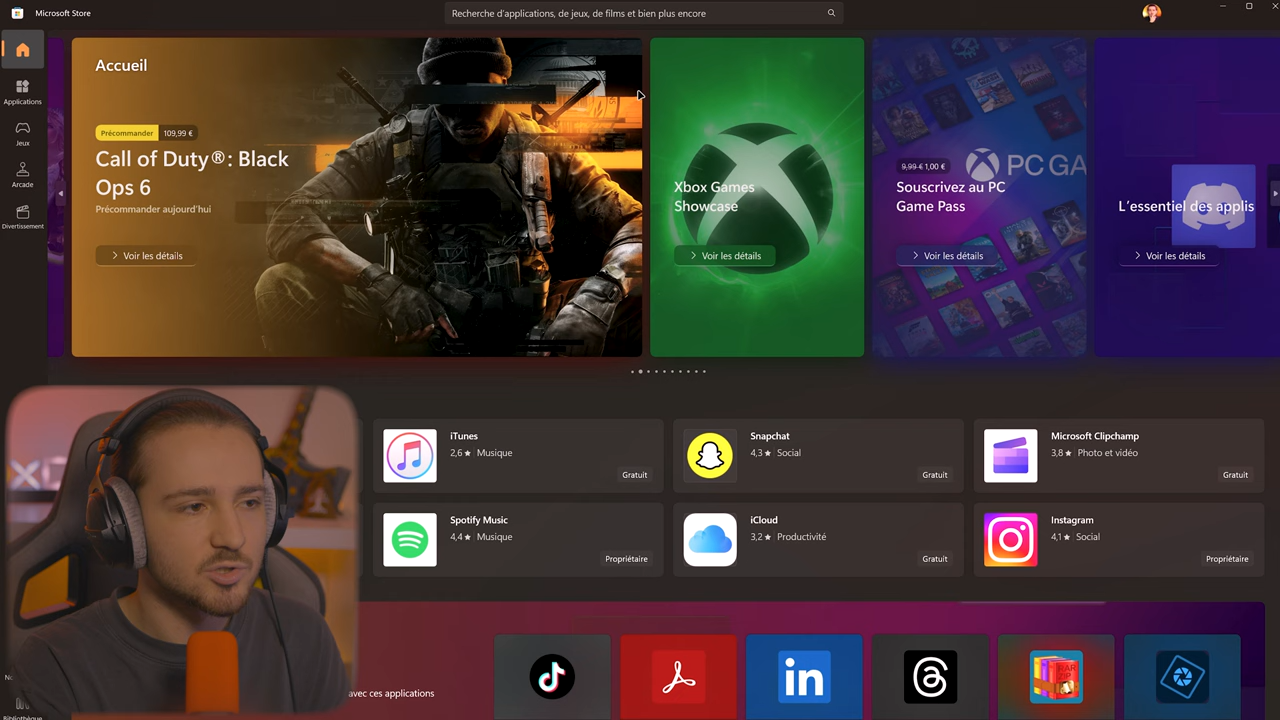 Microsoft Store
Recherche d'applications, de jeux, de films et bien plus encore
Applications
Jeux
Arcade
Divertissement
Bibliothèque
Accueil
Précommander 109,99 €
Call of Duty®: Black
Ops 6
Précommander aujourd'hui
Voir les détails
Xbox Games
Showcase
Voir les détails
PC GA
9,99 € 1,00 €
Souscrivez au PC
Game Pass
Voir les détails
L'essentiel des applis
Voir les détails
iTunes
2,6 ★ Musique
Gratuit
Snapchat
4,3 ★ Social
Gratuit
Microsoft Clipchamp
3,8 ★ Photo et vidéo
Gratuit
Spotify Music
4,4 ★ Musique
Propriétaire
iCloud
3,2 ★ Productivité
Gratuit
Instagram
4,1 ★ Social
Propriétaire
avec ces applications
in
RAR
ZIP